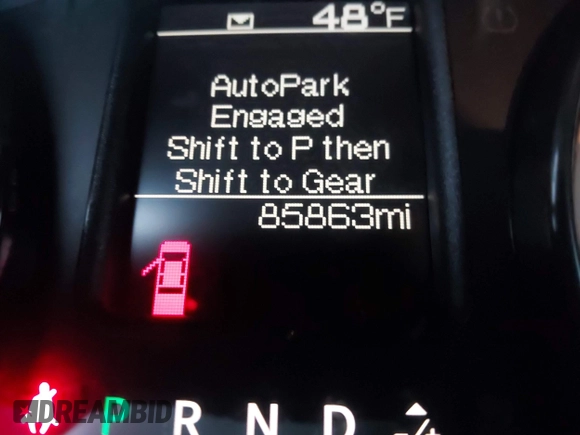 48°F
AutoPark
Engaged
Shift to P then
Shift to Gear
85863mi
P R N D -/+
DREAMBID